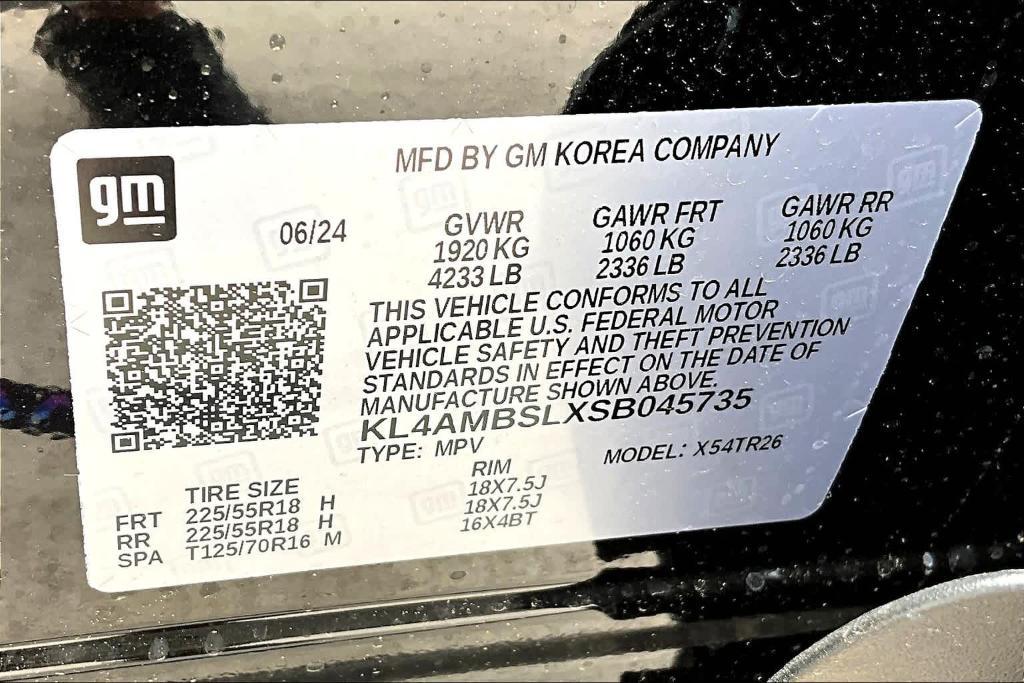 gm
MFD BY GM KOREA COMPANY
06/24
GVWR GAWR FRT GAWR RR
1920 KG 1060 KG 1060 KG
4233 LB 2336 LB 2336 LB
THIS VEHICLE CONFORMS TO ALL
APPLICABLE U.S. FEDERAL MOTOR
VEHICLE SAFETY AND THEFT PREVENTION
STANDARDS IN EFFECT ON THE DATE OF
MANUFACTURE SHOWN ABOVE.
KL4AMBSLXSB045735
TYPE: MPV MODEL: X54TR26
TIRE SIZE RIM
FRT 225/55R18 H 18X7.5J
RR 225/55R18 H 18X7.5J
SPA T125/70R16 M 16X4BT